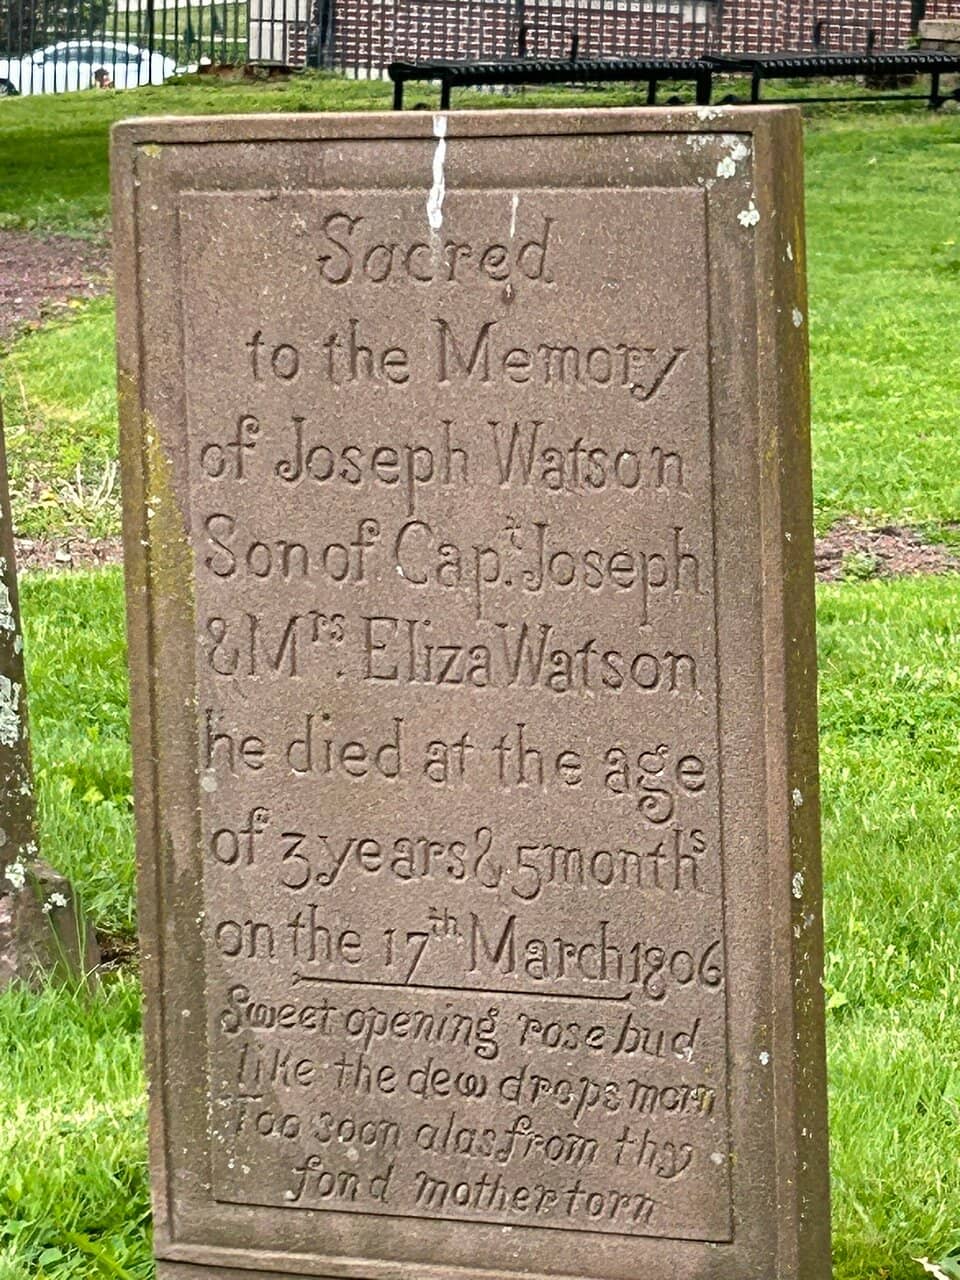 Sacred
to the Memory
of Joseph Watson
Son of Capt. Joseph
& Mrs. Eliza Watson
he died at the age
of 3 years & 5 months
on the 17th March 1806
Sweet opening rose bud
like the dew drops morn
Too soon alas from thy
fond mother torn